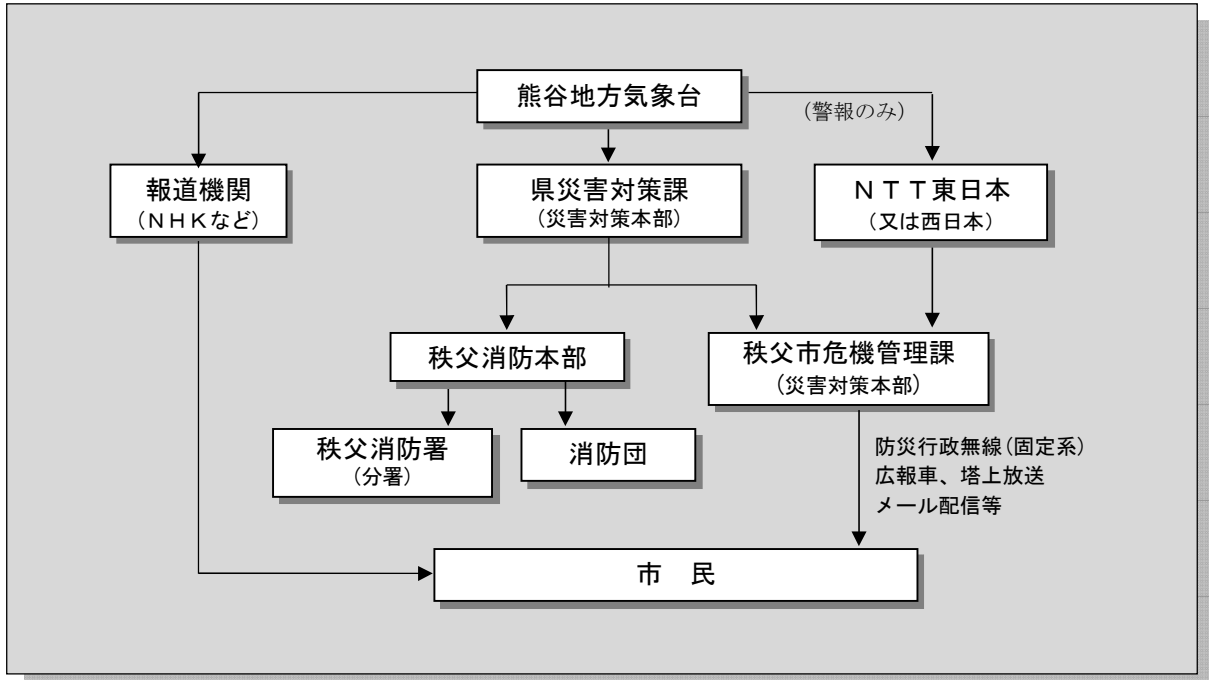 熊谷地方気象台
(警報のみ)
報道機関
(ＮＨＫなど)
県災害対策課
(災害対策本部)
ＮＴＴ東日本
(又は西日本)
秩父消防本部
秩父市危機管理課
(災害対策本部)
秩父消防署
(分署)
消防団
防災行政無線(固定系)
広報車、塔上放送
メール配信等
市　民